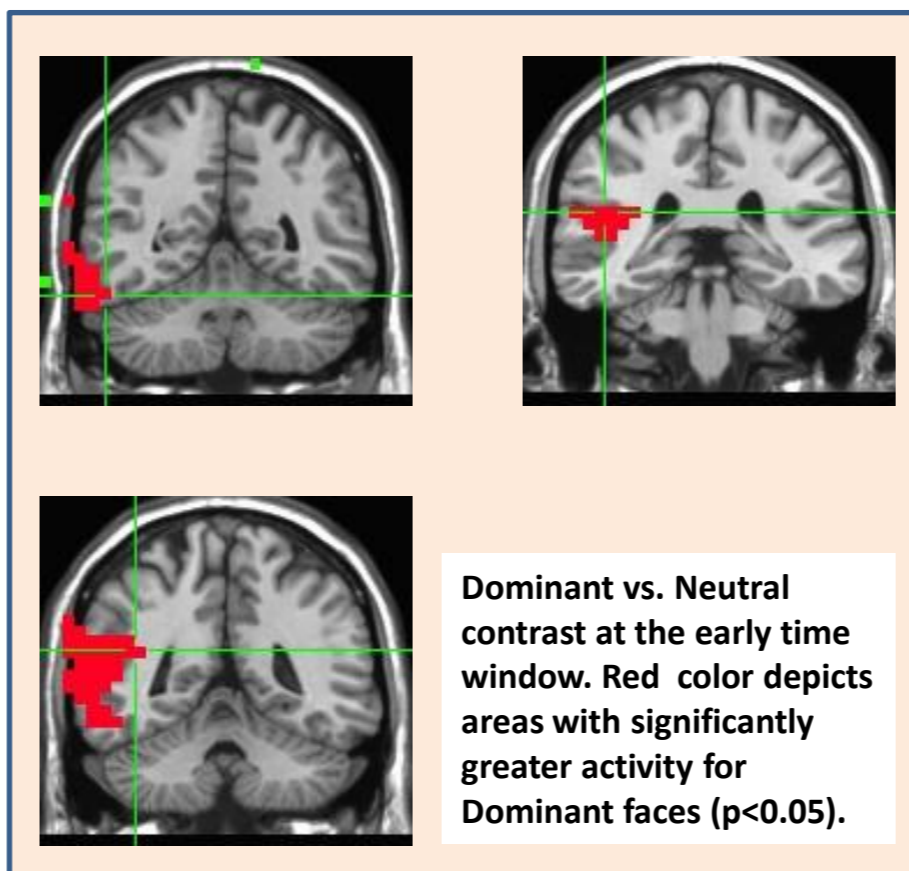 Dominant vs. Neutral
contrast at the early time
window. Red  color depicts
areas with significantly
greater activity for
Dominant faces (p<0.05).